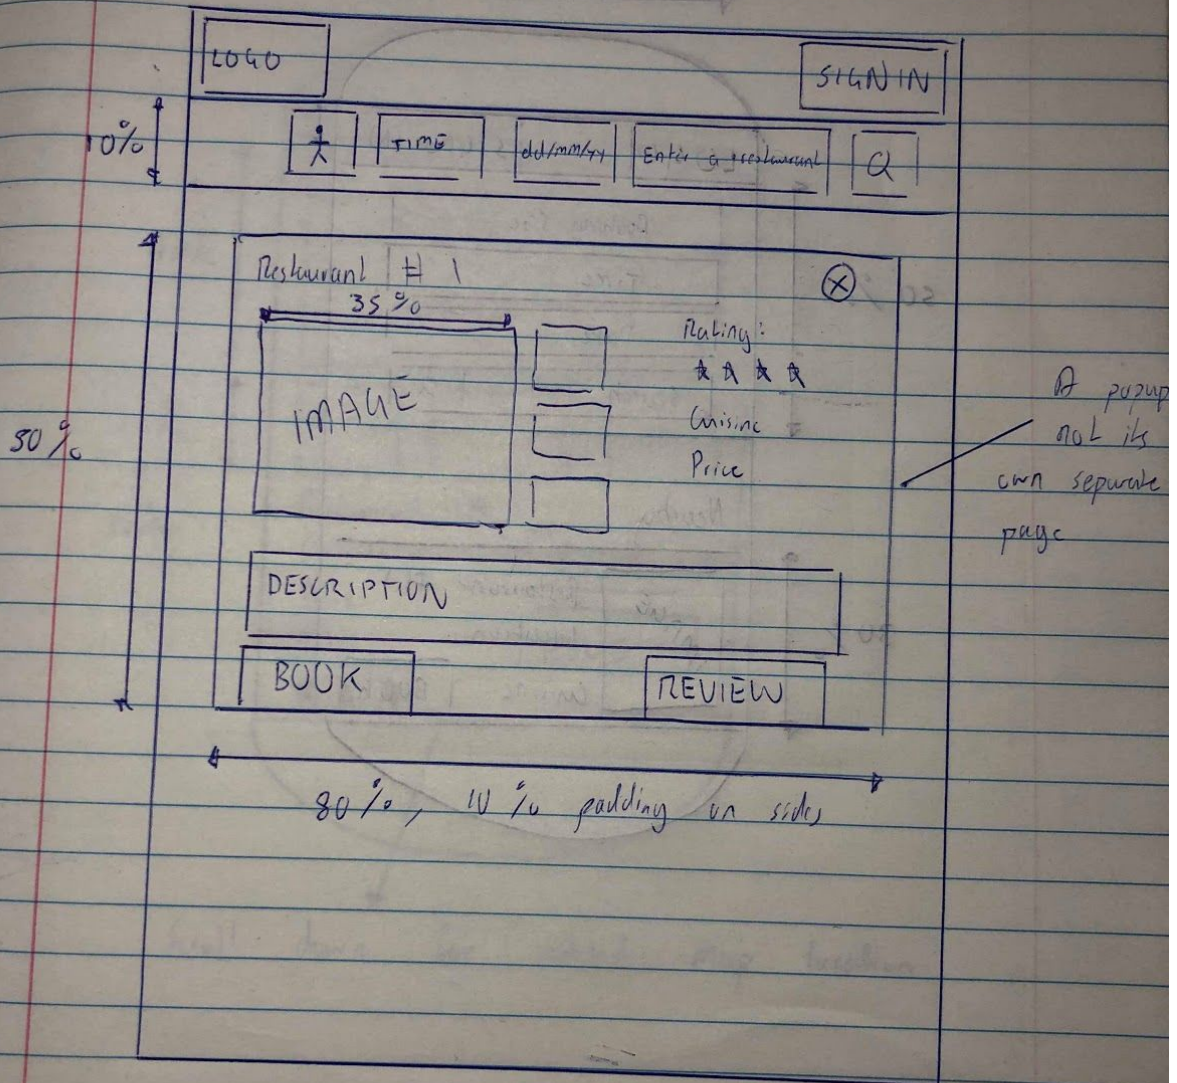 LOGO
SIGN IN
10%
TIME
dd/mm/yy
Enter a restaurant
Restaurant # 1
35%
IMAGE
Rating:
Cuisine
Price
50%
A popup
not its
own separate
page
DESCRIPTION
BOOK
REVIEW
80%, 10% padding on sides